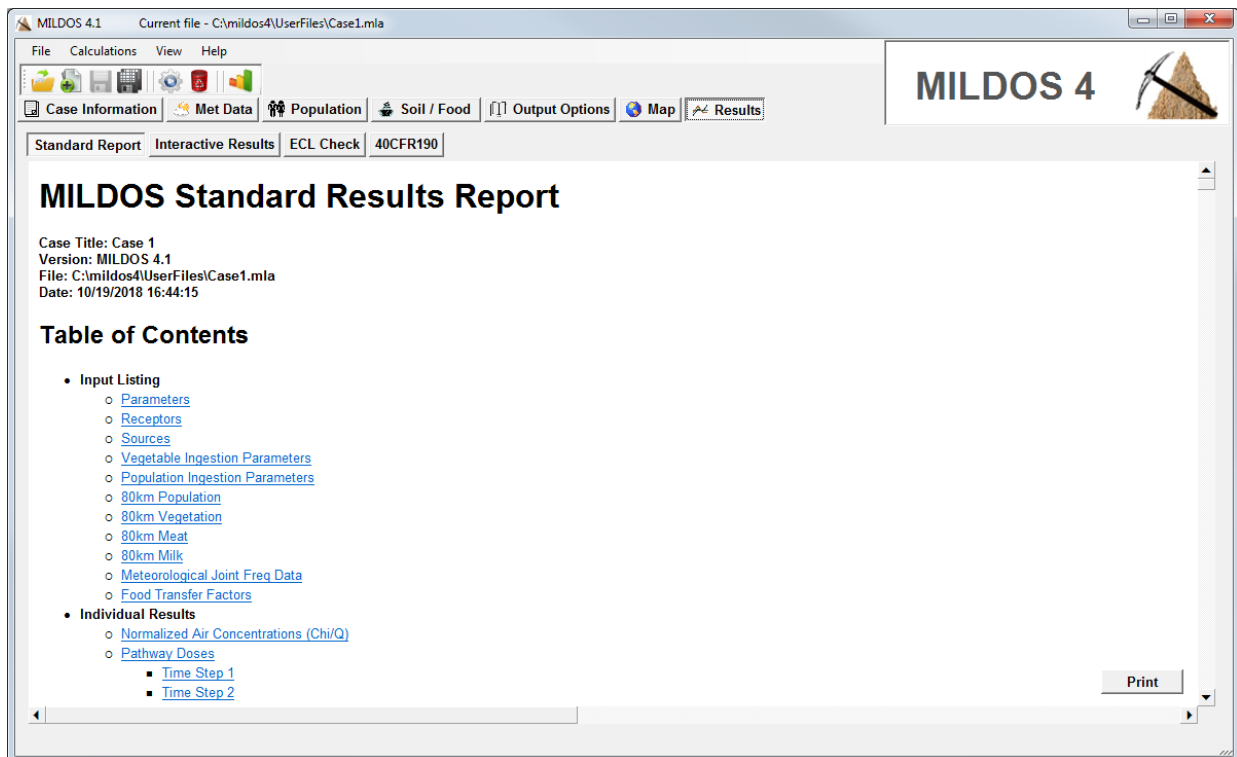 MILDOS 4.1 Current file - C:\mildos4\UserFiles\Case1.mla
File Calculations View Help
MILDOS 4
Case Information Met Data Population Soil / Food Output Options Map Results
Standard Report Interactive Results ECL Check 40CFR190
MILDOS Standard Results Report
Case Title: Case 1
Version: MILDOS 4.1
File: C:\mildos4\UserFiles\Case1.mla
Date: 10/19/2018 16:44:15
Table of Contents
Input Listing
Parameters
Receptors
Sources
Vegetable Ingestion Parameters
Population Ingestion Parameters
80km Population
80km Vegetation
80km Meat
80km Milk
Meteorological Joint Freq Data
Food Transfer Factors
Individual Results
Normalized Air Concentrations (Chi/Q)
Pathway Doses
Time Step 1
Time Step 2
Print